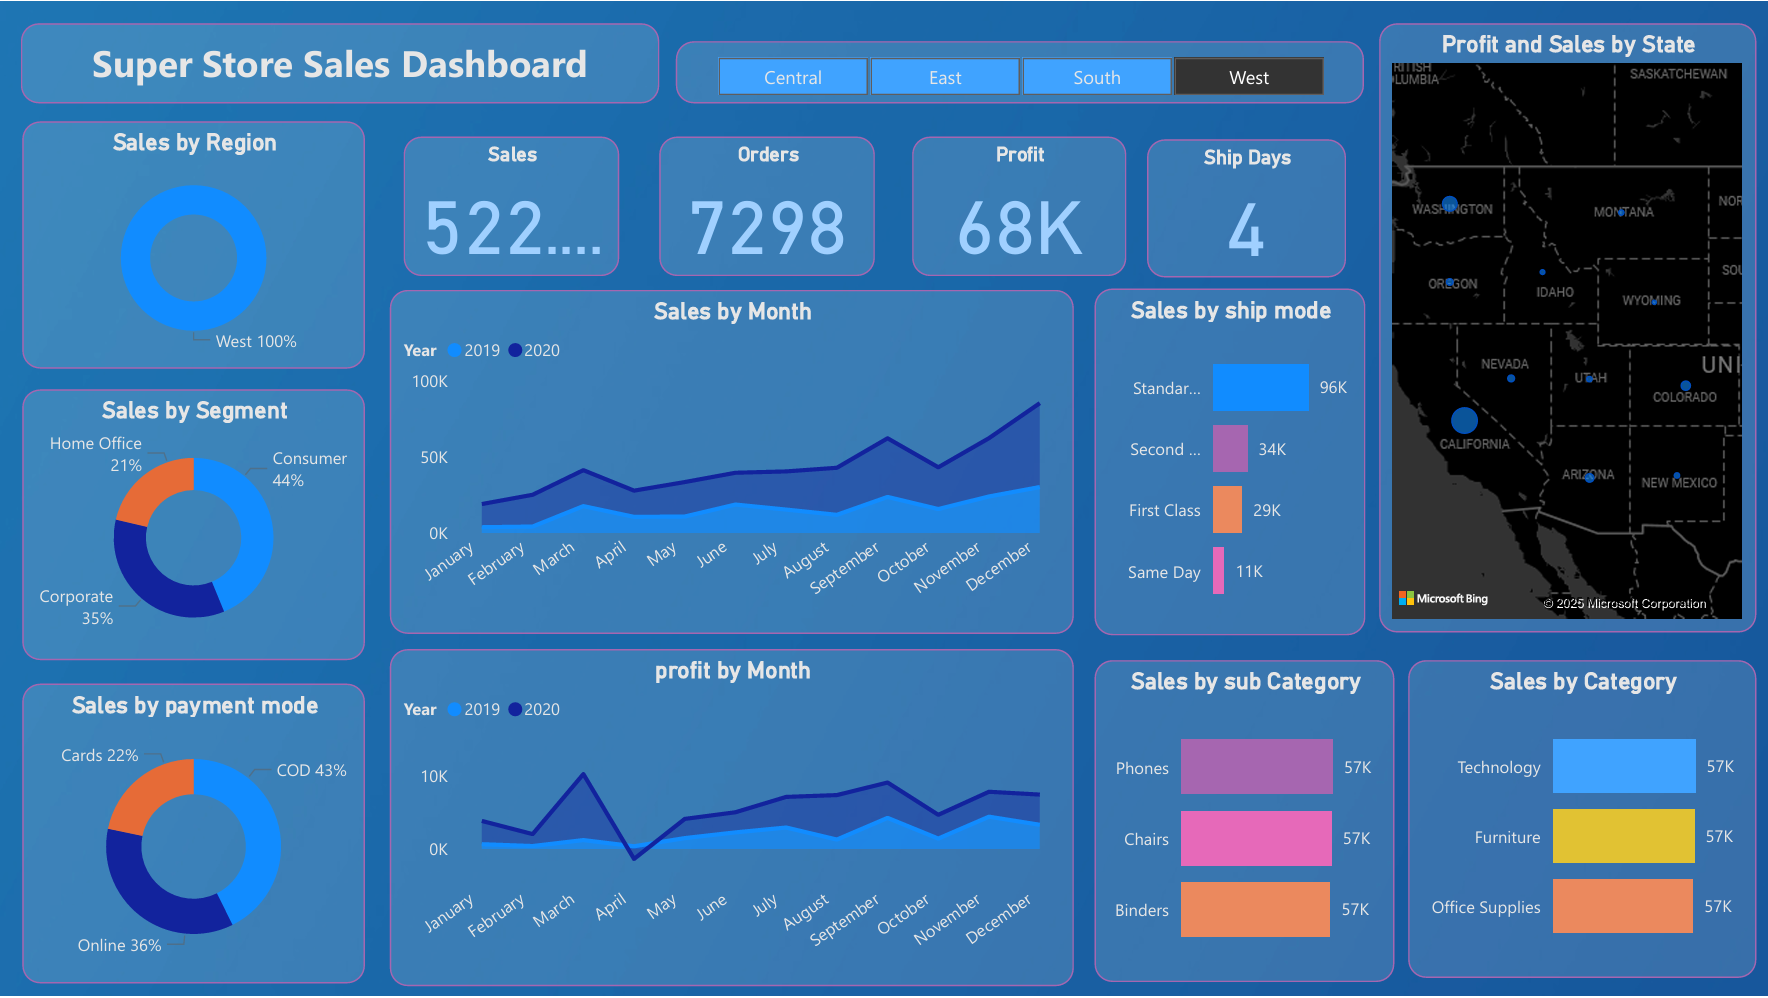 Super Store Sales Dashboard
Central
East
South
West
Profit and Sales by State
Sales by Region
West 100%
Sales
522....
Orders
7298
Profit
68K
Ship Days
4
SASKATCHEWAN
WASHINGTON
MONTANA
OREGON
IDAHO
WYOMING
NEVADA
UTAH
COLORADO
CALIFORNIA
ARIZONA
NEW MEXICO
RITISH
LUMBIA
NOR
SOU
UNI
Microsoft Bing
© 2025 Microsoft Corporation
Sales by Segment
Home Office
21%
Consumer
44%
Corporate
35%
Sales by Month
Year 2019 2020
100K
50K
0K
January
February
March
April
May
June
July
August
September
October
November
December
Sales by ship mode
Standar... 96K
Second ... 34K
First Class 29K
Same Day 11K
Sales by payment mode
Cards 22%
COD 43%
Online 36%
profit by Month
Year 2019 2020
10K
0K
January
February
March
April
May
June
July
August
September
October
November
December
Sales by sub Category
Phones 57K
Chairs 57K
Binders 57K
Sales by Category
Technology 57K
Furniture 57K
Office Supplies 57K